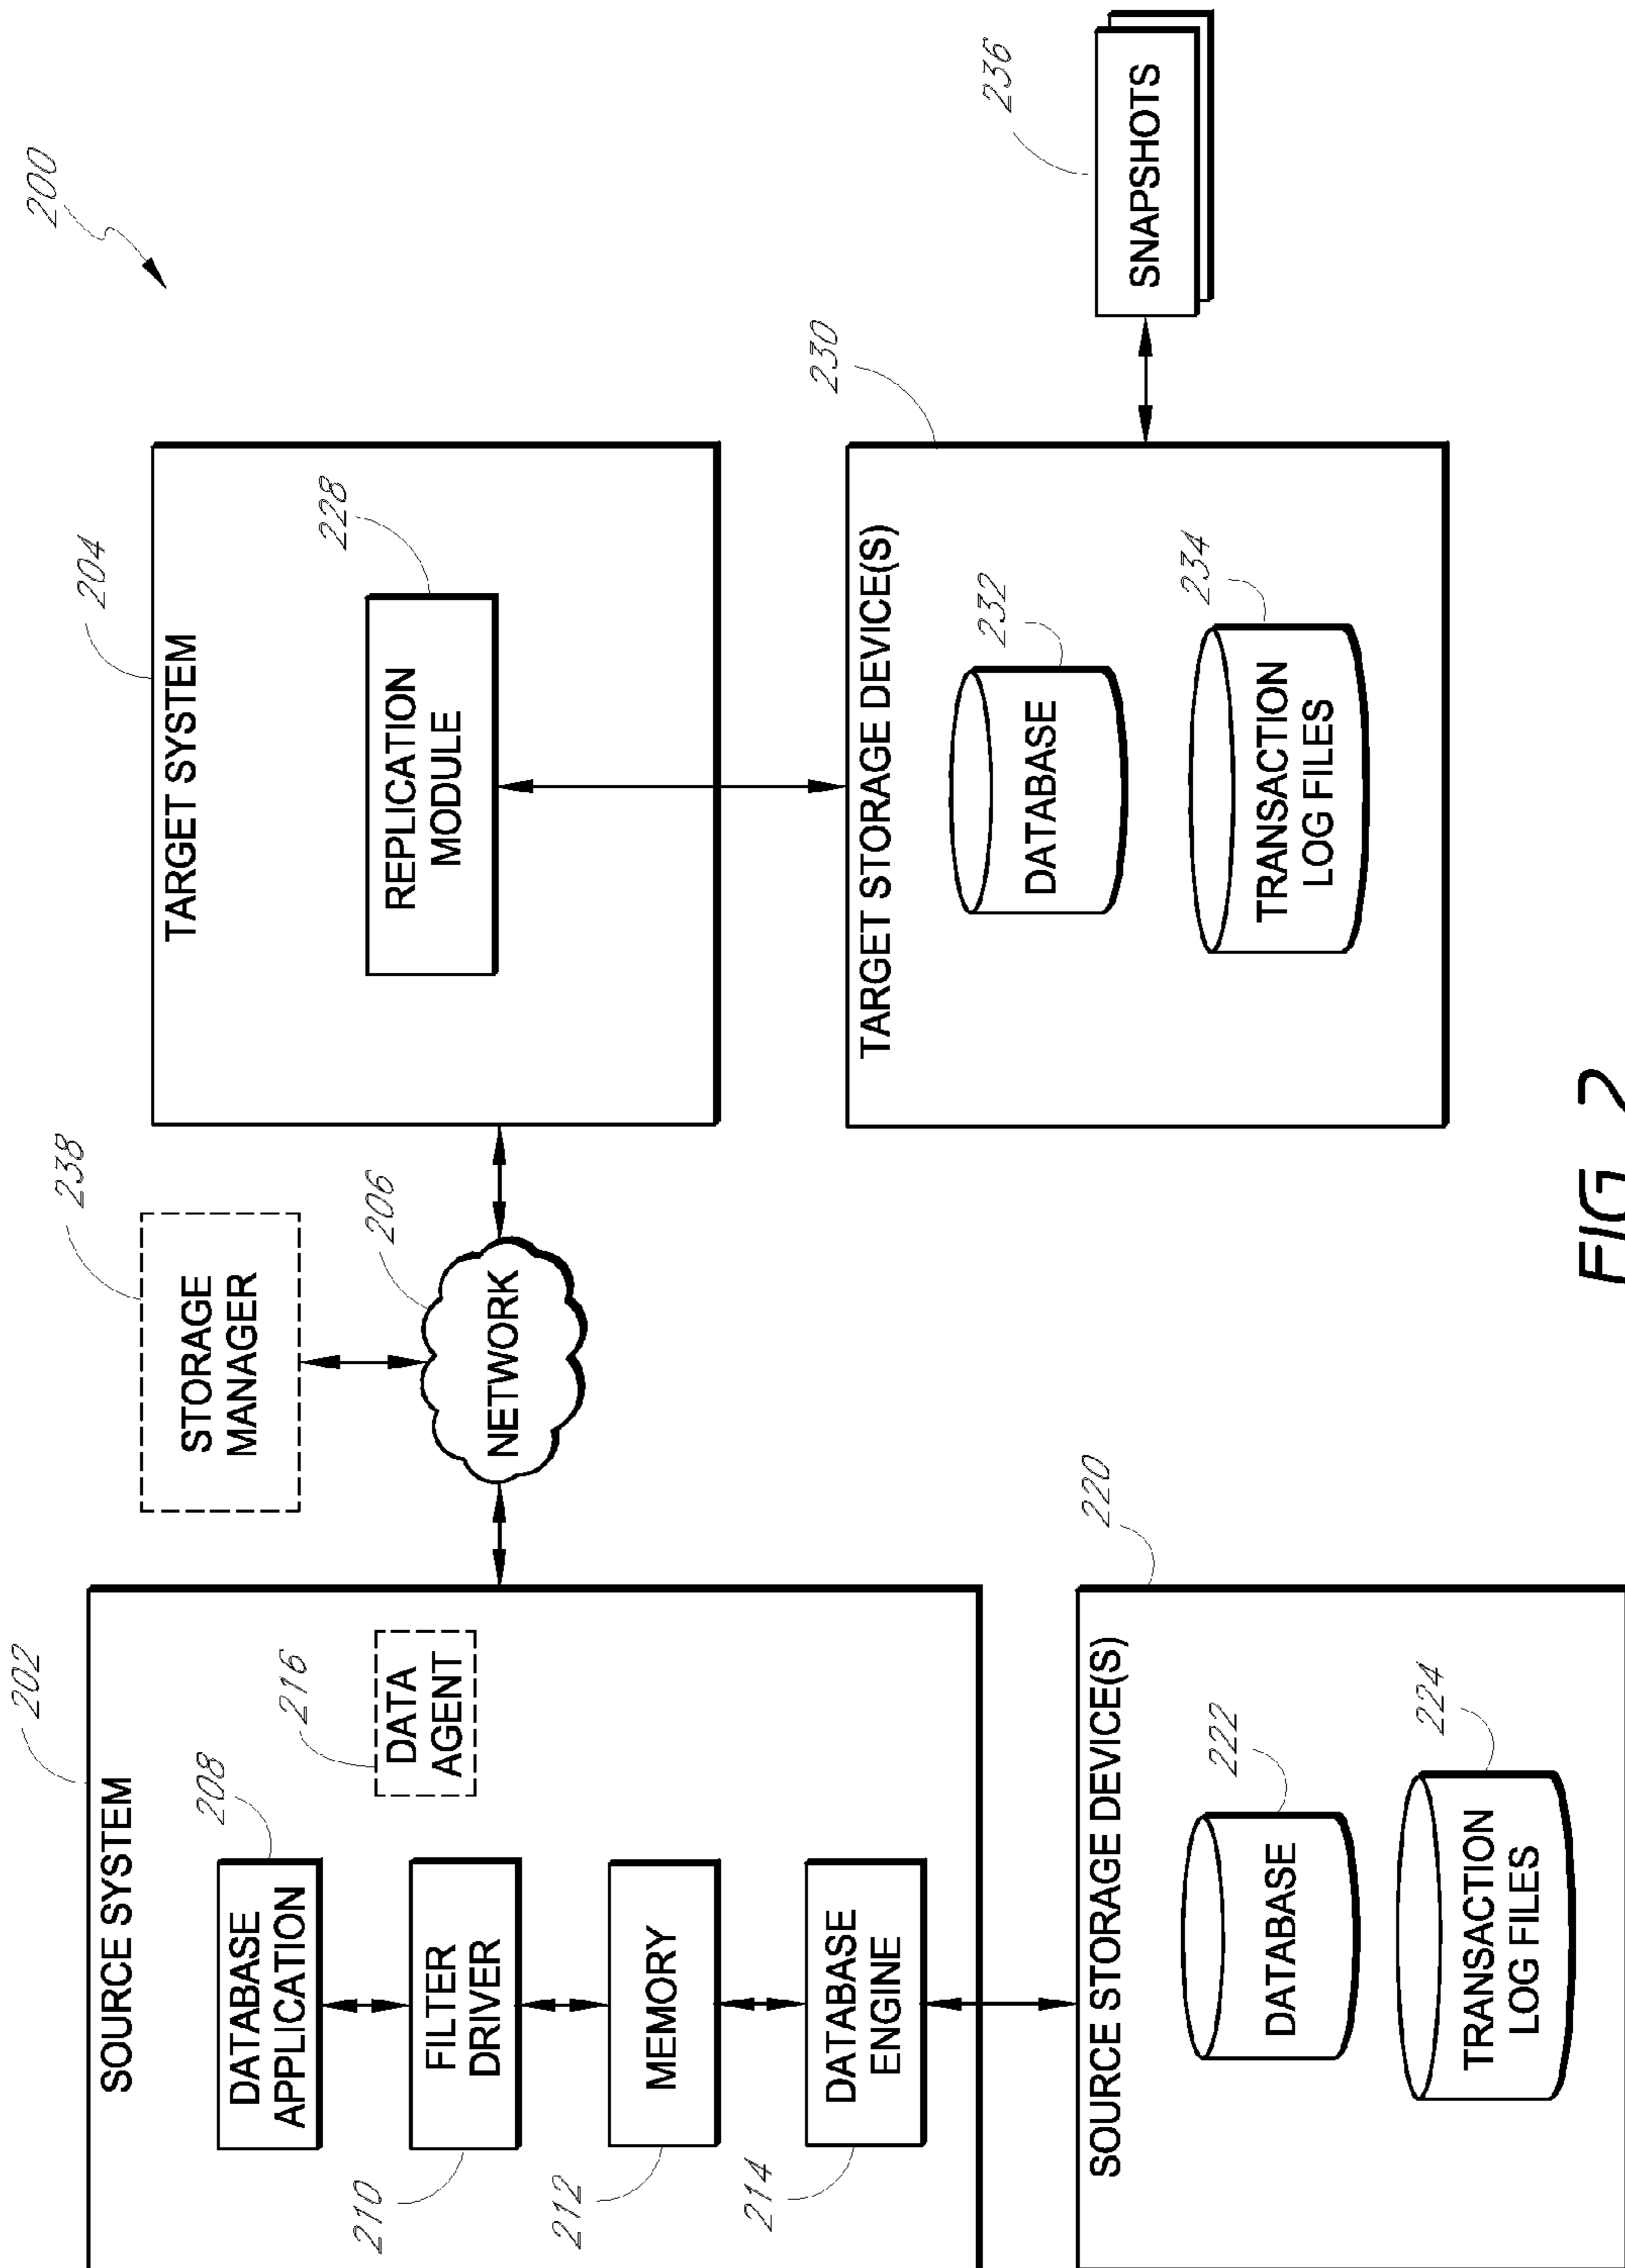 200
202
SOURCE SYSTEM
208
DATABASE
APPLICATION
210
FILTER
DRIVER
212
MEMORY
214
DATABASE
ENGINE
216
DATA
AGENT
220
SOURCE STORAGE DEVICE(S)
222
DATABASE
224
TRANSACTION
LOG FILES
238
STORAGE
MANAGER
206
NETWORK
204
TARGET SYSTEM
228
REPLICATION
MODULE
230
TARGET STORAGE DEVICE(S)
232
DATABASE
234
TRANSACTION
LOG FILES
236
SNAPSHOTS
FIG. 2